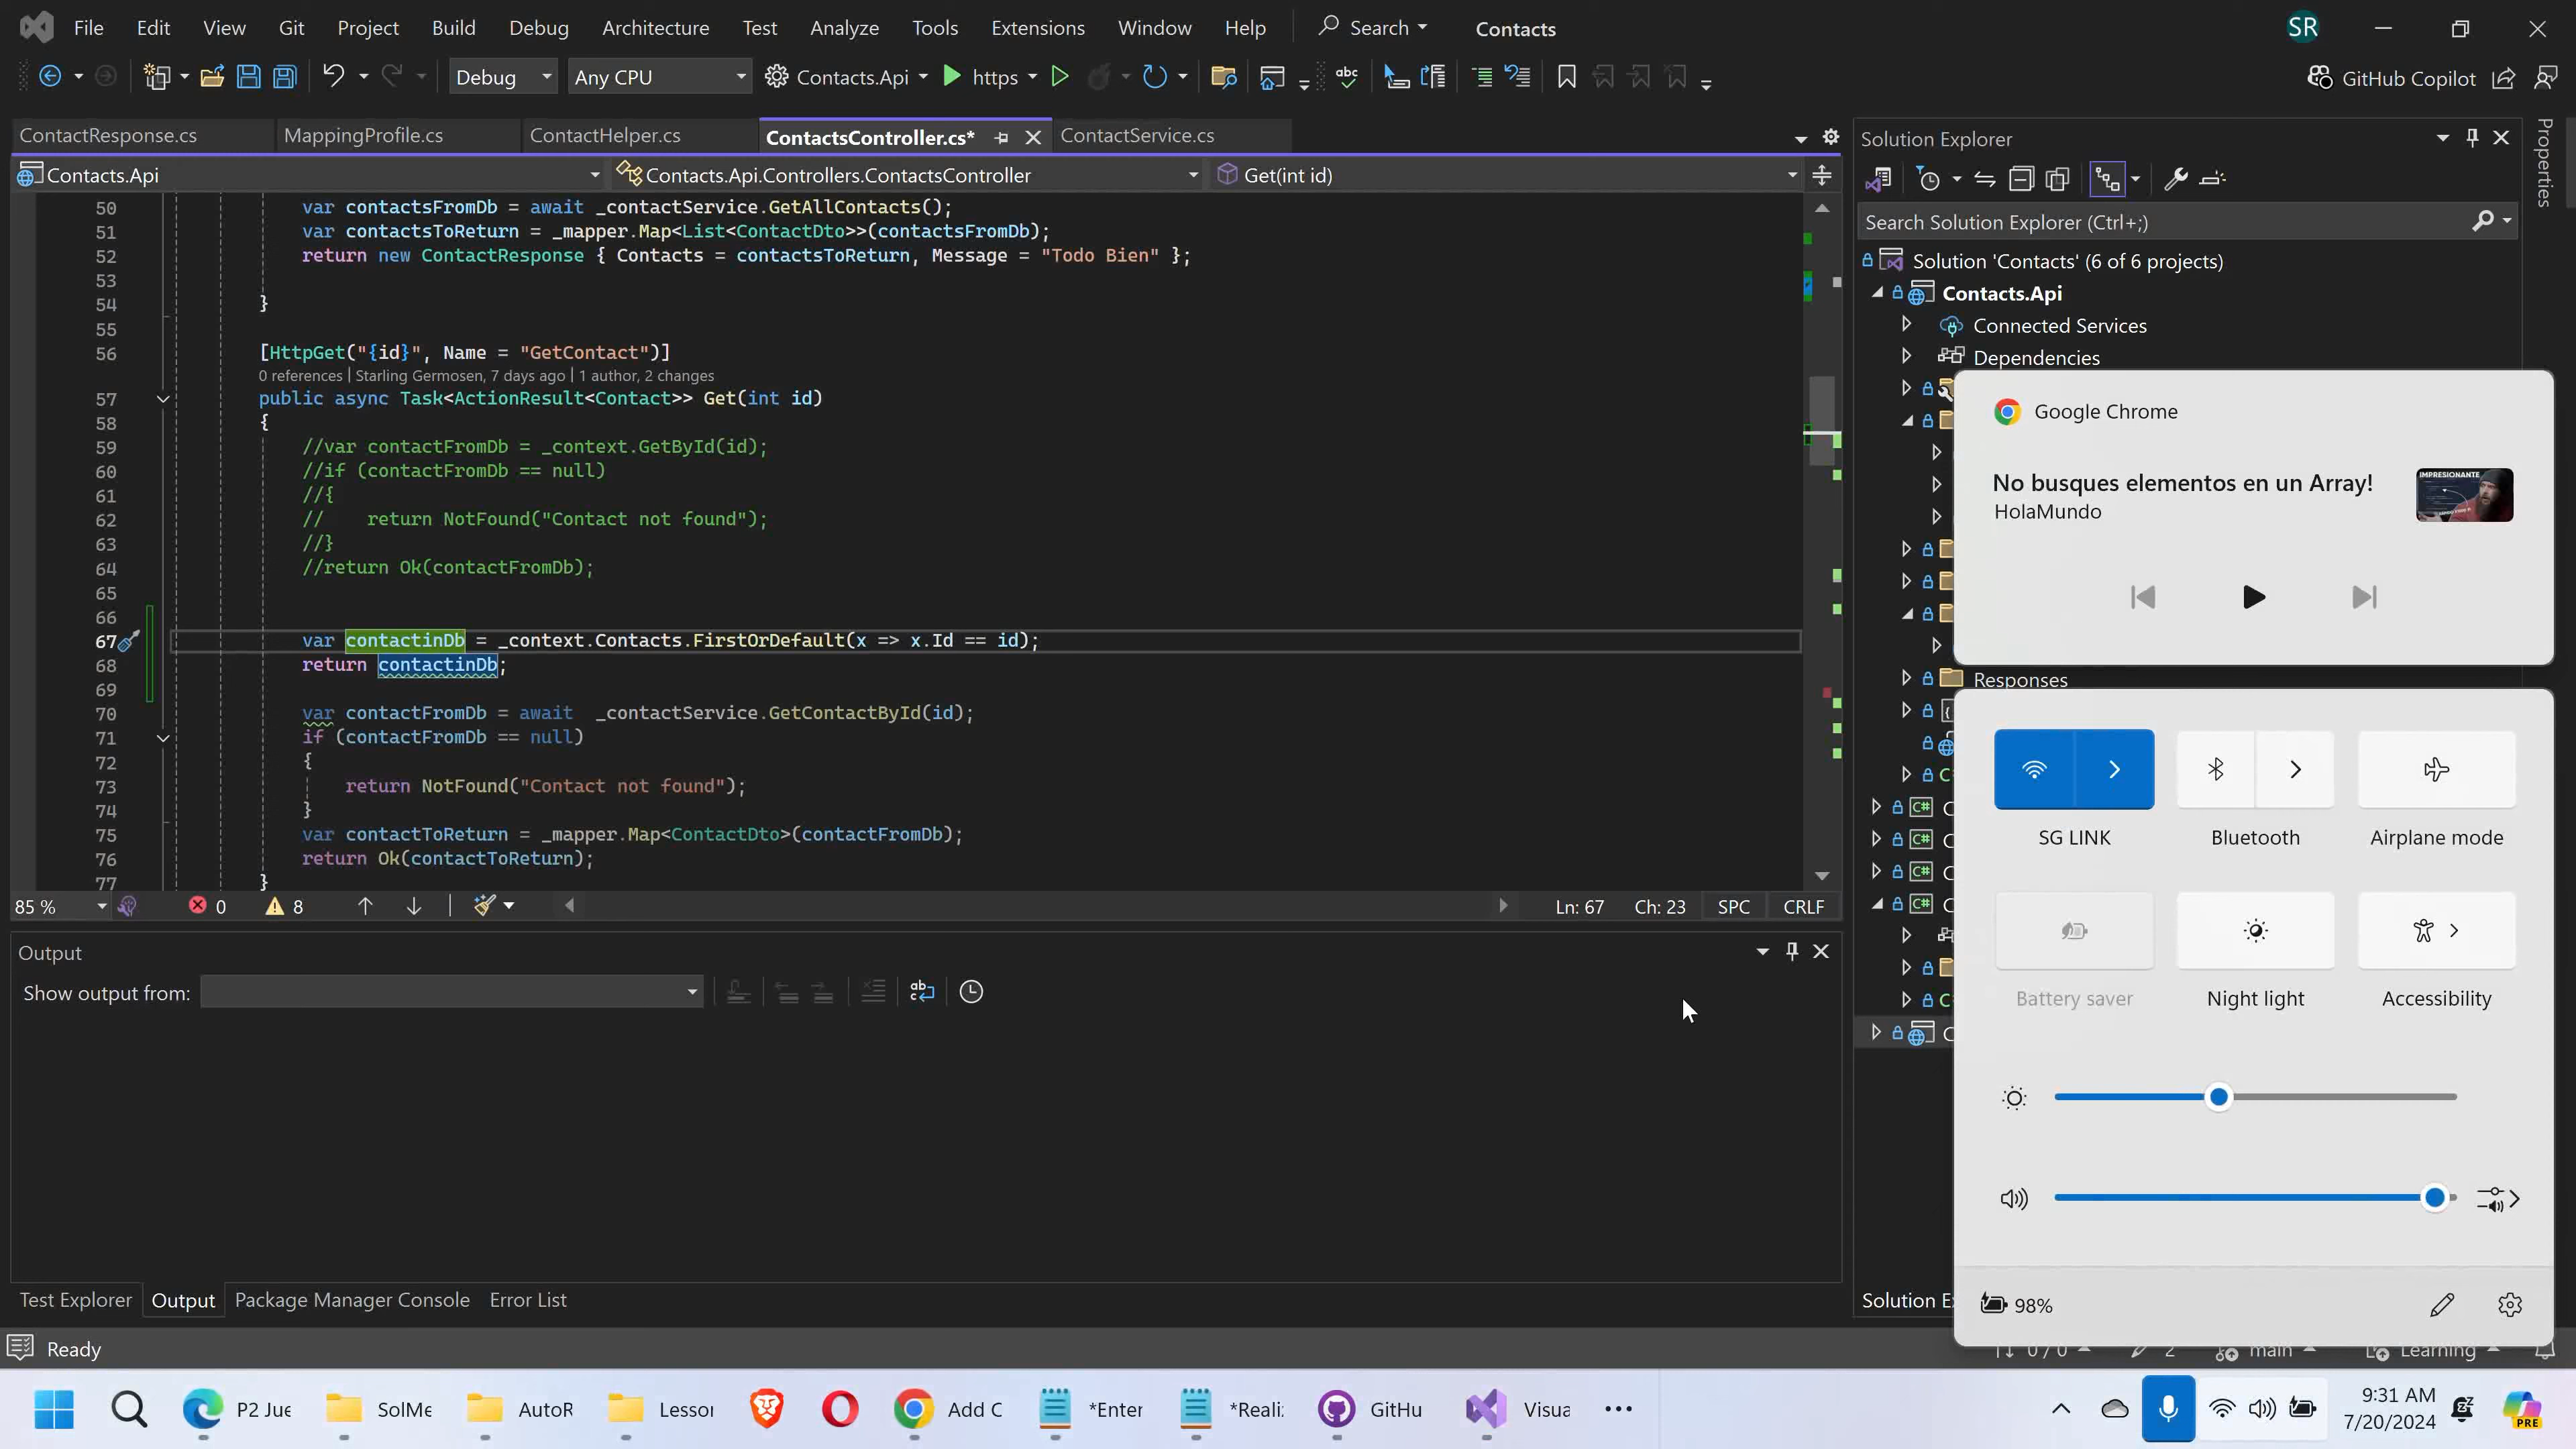 File Edit View Git Project Build Debug Architecture Test Analyze Tools Extensions Window Help Search Contacts SR
Debug Any CPU Contacts.Api https GitHub Copilot
ContactResponse.cs MappingProfile.cs ContactHelper.cs ContactsController.cs* ContactService.cs
Contacts.Api Contacts.Api.Controllers.ContactsController Get(int id)
50 var contactsFromDb = await _contactService.GetAllContacts();
51 var contactsToReturn = _mapper.Map<List<ContactDto>>(contactsFromDb);
52 return new ContactResponse { Contacts = contactsToReturn, Message = "Todo Bien" };
53
54 }
55
56 [HttpGet("{id}", Name = "GetContact")]
0 references | Starling Germosen, 7 days ago | 1 author, 2 changes
57 public async Task<ActionResult<Contact>> Get(int id)
58 {
59 //var contactFromDb = _context.GetById(id);
60 //if (contactFromDb == null)
61 //{
62 // return NotFound("Contact not found");
63 //}
64 //return Ok(contactFromDb);
65
66
67 var contactinDb = _context.Contacts.FirstOrDefault(x => x.Id == id);
68 return contactinDb;
69
70 var contactFromDb = await _contactService.GetContactById(id);
71 if (contactFromDb == null)
72 {
73 return NotFound("Contact not found");
74 }
75 var contactToReturn = _mapper.Map<ContactDto>(contactFromDb);
76 return Ok(contactToReturn);
77 }
85 % 0 8 Ln: 67 Ch: 23 SPC CRLF
Output
Show output from:
Test Explorer Output Package Manager Console Error List
Ready
Solution Explorer
Search Solution Explorer (Ctrl+;)
Solution 'Contacts' (6 of 6 projects)
Contacts.Api
Connected Services
Dependencies
Responses
Properties
Google Chrome
No busques elementos en un Array!
HolaMundo
IMPRESIONANTE
SG LINK Bluetooth Airplane mode
Battery saver Night light Accessibility
98%
Solution E
0 / 0 2 main Learning
P2 Jue SolMe AutoR Lessor Add C *Enter *Reali: GitHu Visua
9:31 AM
7/20/2024
PRE